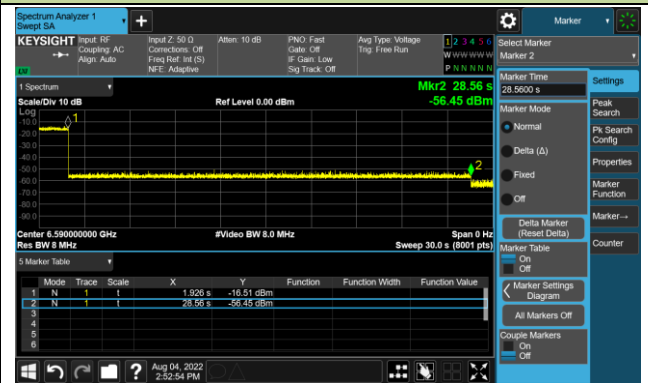 Spectrum Analyzer 1
Swept SA
Marker
KEYSIGHT
Input: RF
Coupling: AC
Align: Auto
Input Z: 50 Ω
Corrections: Off
Freq Ref: Int (S)
NFE: Adaptive
Atten: 10 dB
PNO: Fast
Gate: Off
IF Gain: Low
Sig Track: Off
Avg Type: Voltage
Trig: Free Run
1 2 3 4 5 6
W W W W W W
P N N N N N
LXI
Select Marker
Marker 2
1 Spectrum
Mkr2 28.56 s
Scale/Div 10 dB
Ref Level 0.00 dBm
-56.45 dBm
Log
-10.0
-20.0
-30.0
-40.0
-50.0
-60.0
-70.0
-80.0
-90.0
1
2
Center 6.590000000 GHz
#Video BW 8.0 MHz
Span 0 Hz
Res BW 8 MHz
Sweep 30.0 s (8001 pts)
5 Marker Table
Mode Trace Scale X Y Function Function Width Function Value
1 N 1 t 1.926 s -16.51 dBm
2 N 1 t 28.56 s -56.45 dBm
3
4
5
6
Marker Time
28.5600 s
Marker Mode
Normal
Delta (Δ)
Fixed
Off
Delta Marker
(Reset Delta)
Marker Table
On
Off
Marker Settings
Diagram
All Markers Off
Couple Markers
On
Off
Settings
Peak
Search
Pk Search
Config
Properties
Marker
Function
Marker→
Counter
Aug 04, 2022
2:52:54 PM